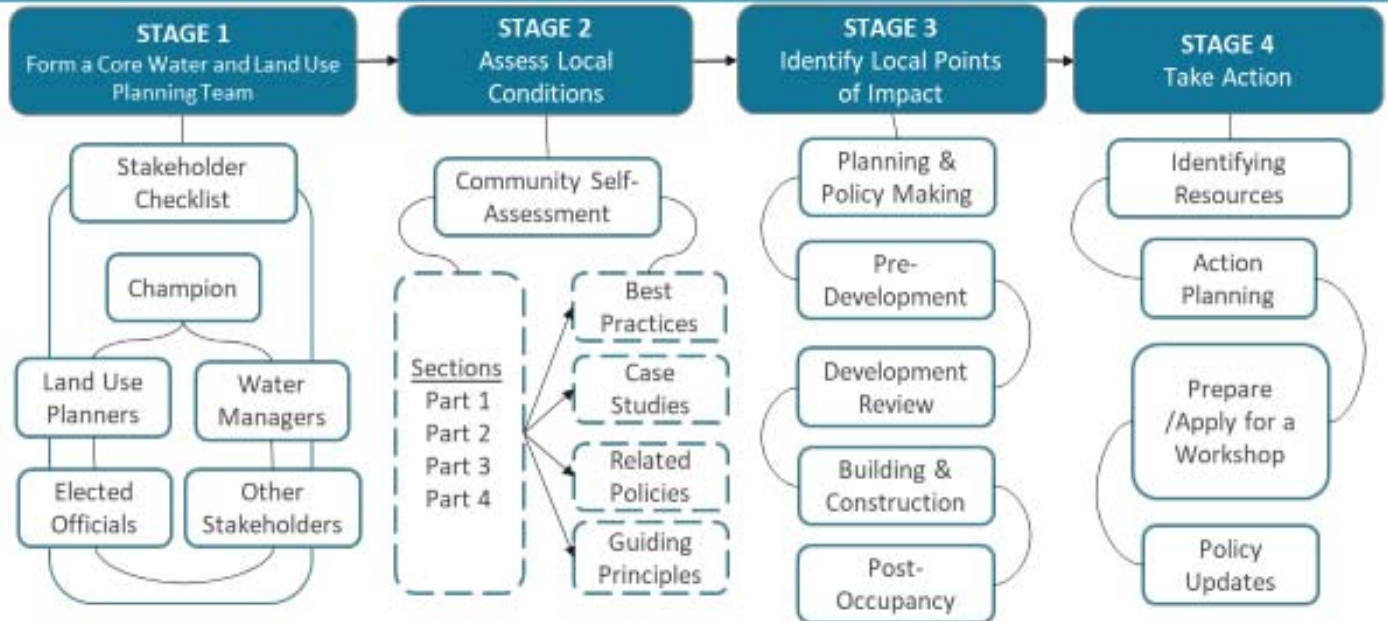 STAGE 1
Form a Core Water and Land Use
Planning Team
Stakeholder
Checklist
Champion
Land Use
Planners
Water
Managers
Elected
Officials
Other
Stakeholders
STAGE 2
Assess Local
Conditions
Community Self-
Assessment
Sections
Part 1
Part 2
Part 3
Part 4
Best
Practices
Case
Studies
Related
Policies
Guiding
Principles
STAGE 3
Identify Local Points
of Impact
Planning &
Policy Making
Pre-
Development
Development
Review
Building &
Construction
Post-
Occupancy
STAGE 4
Take Action
Identifying
Resources
Action
Planning
Prepare
/Apply for a
Workshop
Policy
Updates